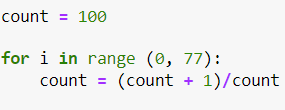 count = 100
for i in range (0, 77):
    count = (count + 1)/count